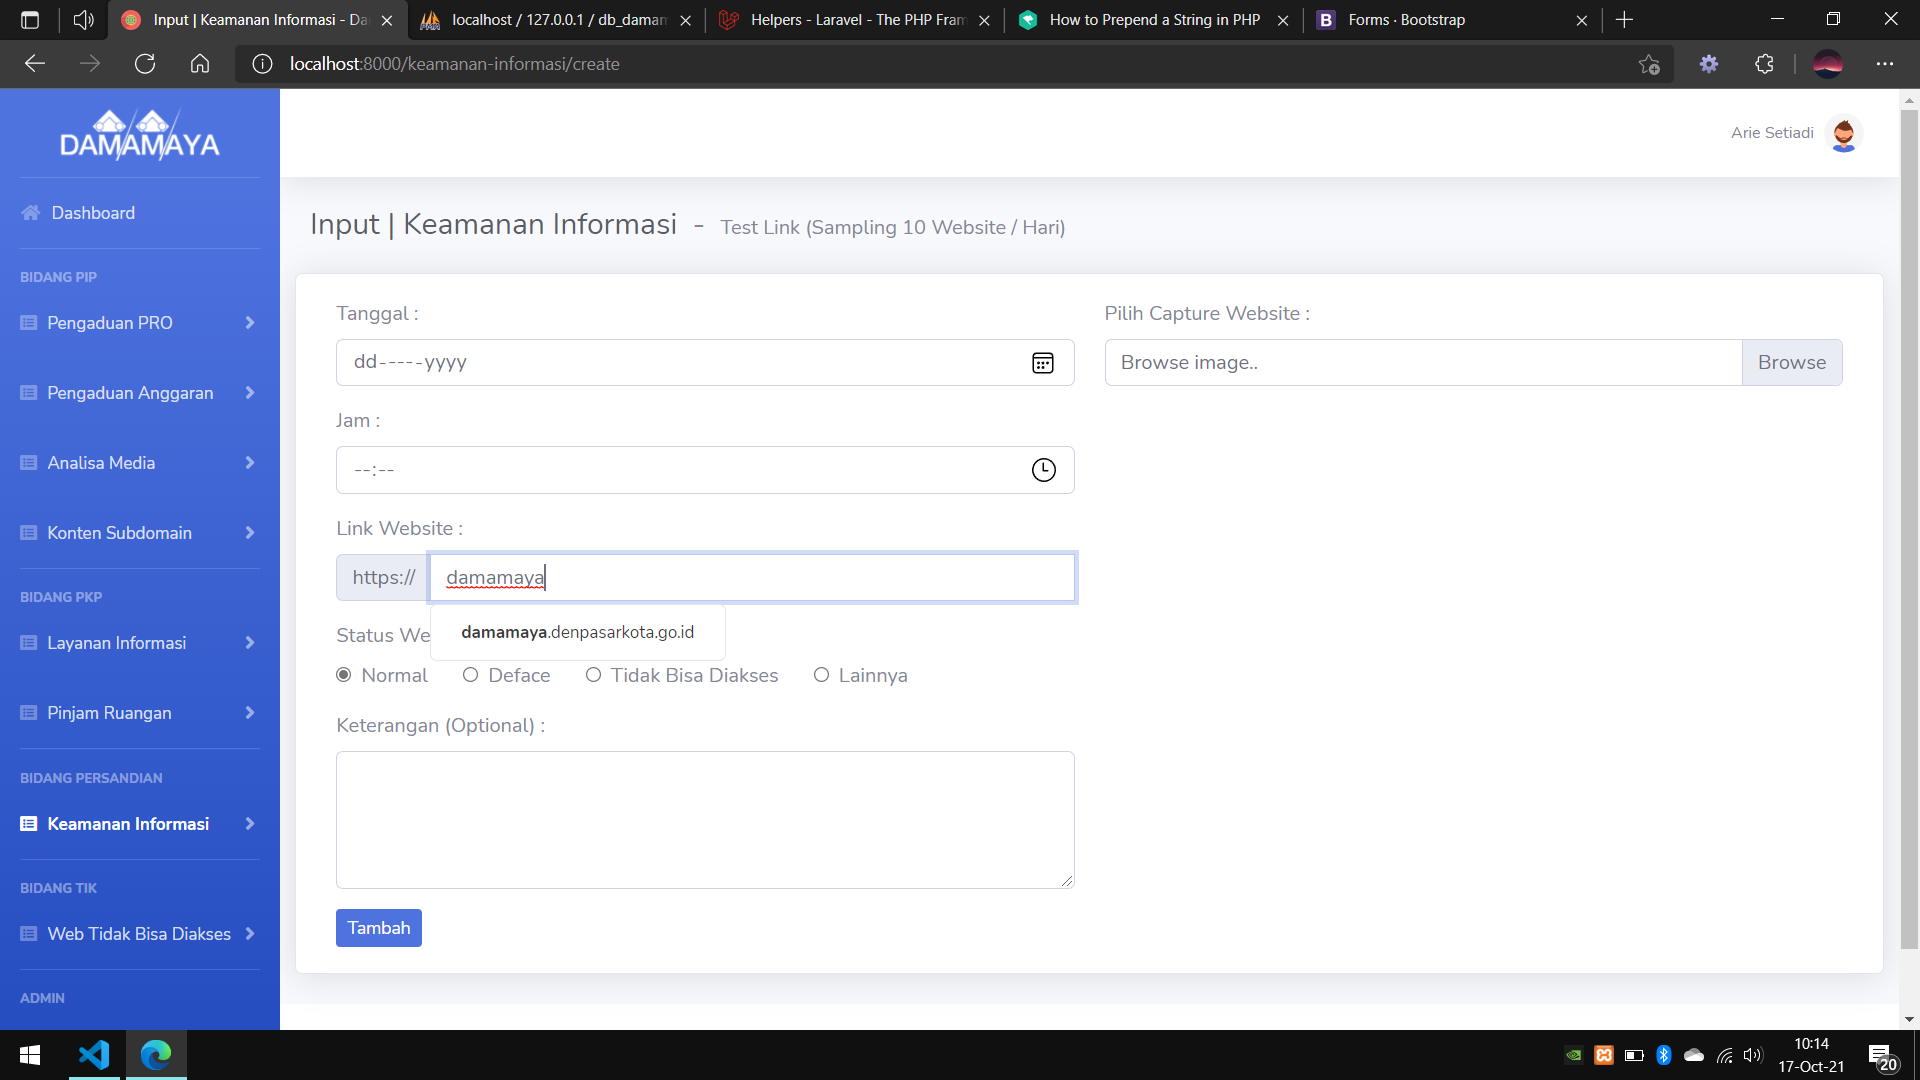 Input | Keamanan Informasi - Da
localhost / 127.0.0.1 / db_damam
Helpers - Laravel - The PHP Fram
How to Prepend a String in PHP
B
Forms · Bootstrap
localhost:8000/keamanan-informasi/create
DAMAMAYA
Arie Setiadi
Dashboard
Input | Keamanan Informasi - Test Link (Sampling 10 Website / Hari)
BIDANG PIP
Pengaduan PRO
Pengaduan Anggaran
Analisa Media
Konten Subdomain
BIDANG PKP
Layanan Informasi
Pinjam Ruangan
BIDANG PERSANDIAN
Keamanan Informasi
BIDANG TIK
Web Tidak Bisa Diakses
ADMIN
Tanggal :
dd-----yyyy
Jam :
--:--
Link Website :
https:// damamaya
damamaya.denpasarkota.go.id
Status We
Normal Deface Tidak Bisa Diakses Lainnya
Keterangan (Optional) :
Tambah
Pilih Capture Website :
Browse image.. Browse
10:14
17-Oct-21
20